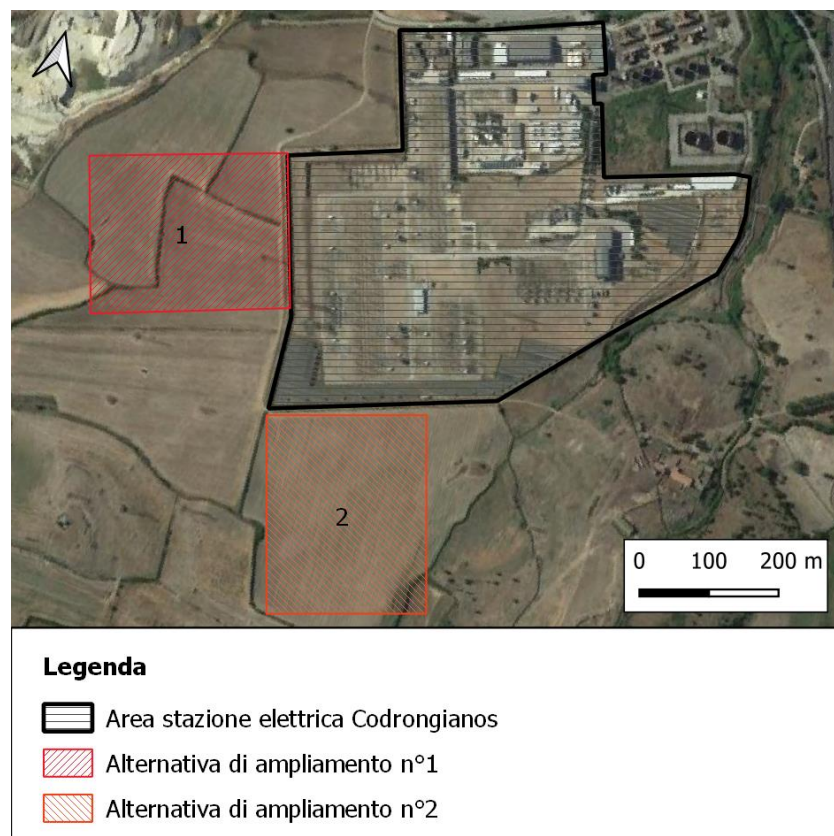 1
2
0 100 200 m
Legenda
Area stazione elettrica Codrongianos
Alternativa di ampliamento n°1
Alternativa di ampliamento n°2